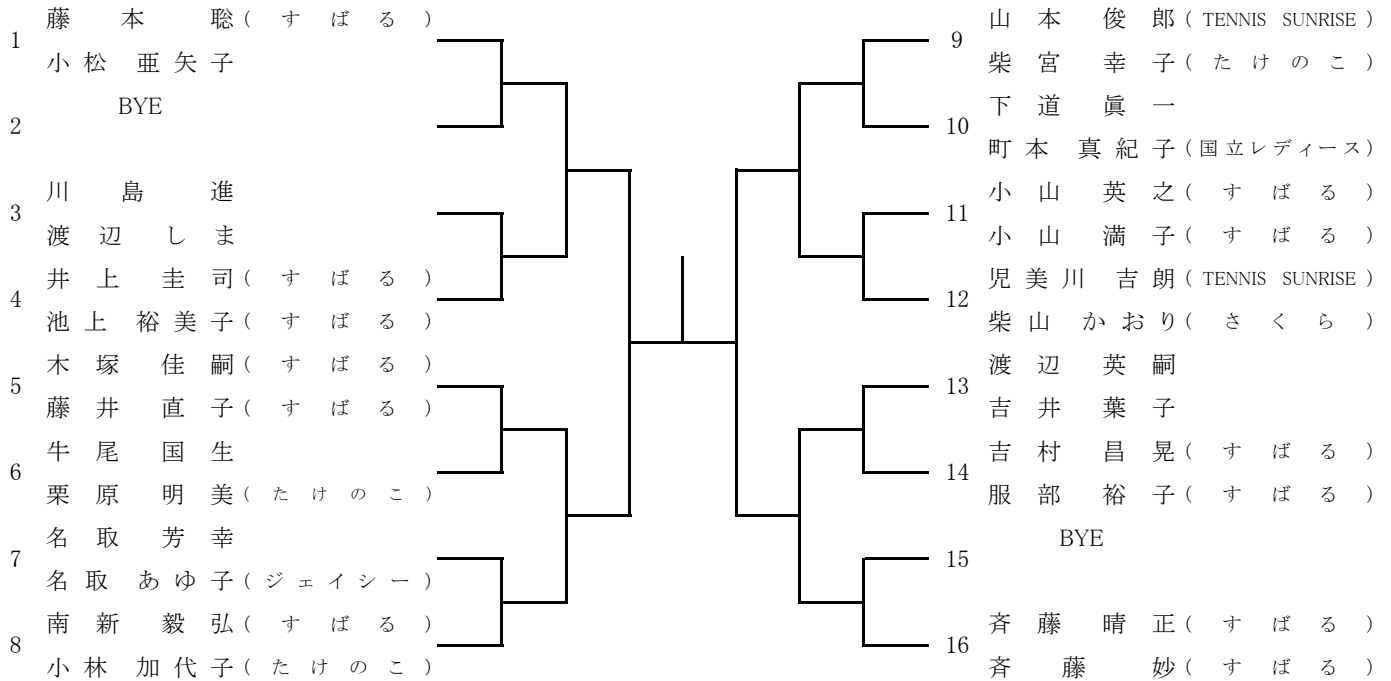 1
藤本 聡(すばる)
小松 亜矢子
2
BYE
3
川島 進
渡辺 しま
4
井上 圭司(すばる)
池上 裕美子(すばる)
5
木塚 佳嗣(すばる)
藤井 直子(すばる)
6
牛尾 国生
栗原 明美(たけのこ)
7
名取 芳幸
名取 あゆ子(ジェイシー)
8
南新 毅弘(すばる)
小林 加代子(たけのこ)
9
山本 俊郎(TENNIS SUNRISE)
柴宮 幸子(たけのこ)
10
下道 眞一
町本 真紀子(国立レディース)
11
小山 英之(すばる)
小山 満子(すばる)
12
児美川 吉朗(TENNIS SUNRISE)
柴山 かおり(さくら)
13
渡辺 英嗣
吉井 葉子
14
吉村 昌晃(すばる)
服部 裕子(すばる)
15
BYE
16
斉藤 晴正(すばる)
斉藤 妙(すばる)